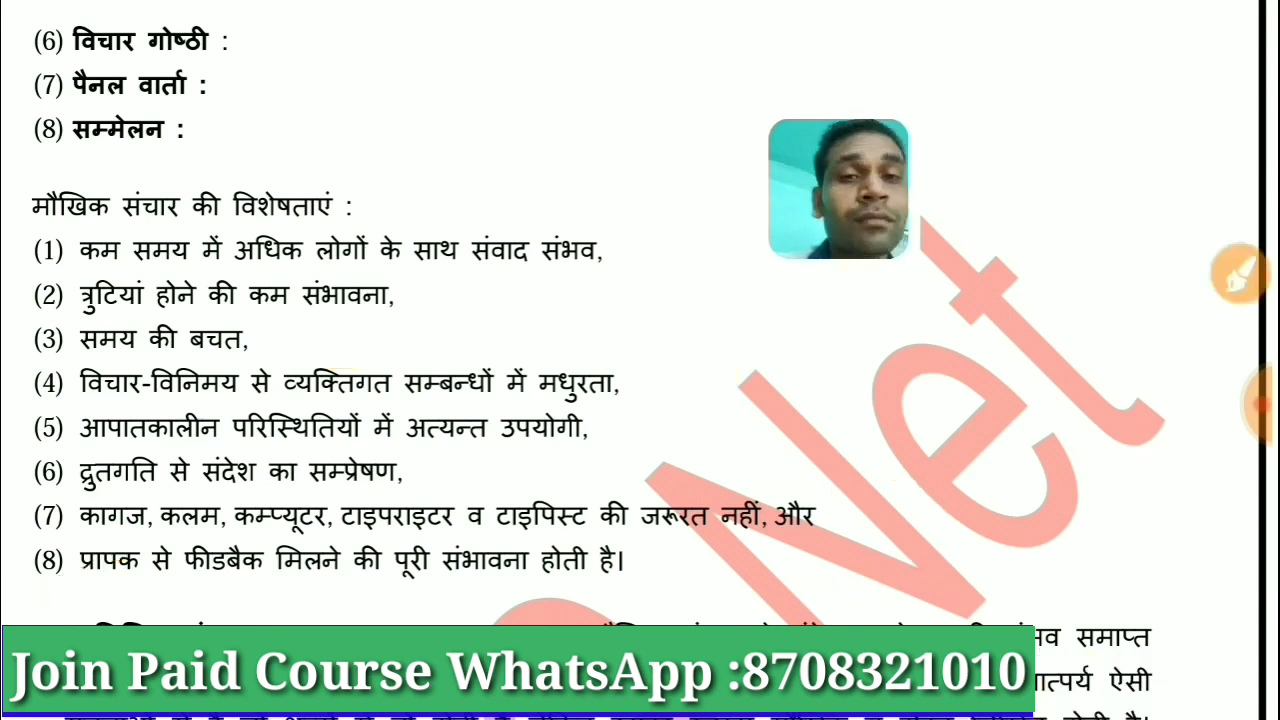 (6) विचार गोष्ठी :
(7) पैनल वार्ता :
(8) सम्मेलन :
मौखिक संचार की विशेषताएं :
(1) कम समय में अधिक लोगों के साथ संवाद संभव,
(2) त्रुटियां होने की कम संभावना,
(3) समय की बचत,
(4) विचार-विनिमय से व्यक्तिगत सम्बन्धों में मधुरता,
(5) आपातकालीन परिस्थितियों में अत्यन्त उपयोगी,
(6) द्रुतगति से संदेश का सम्प्रेषण,
(7) कागज, कलम, कम्प्यूटर, टाइपराइटर व टाइपिस्ट की जरूरत नहीं, और
(8) प्रापक से फीडबैक मिलने की पूरी संभावना होती है।
समाप्त
ऐसी
Join Paid Course WhatsApp :8708321010
Net